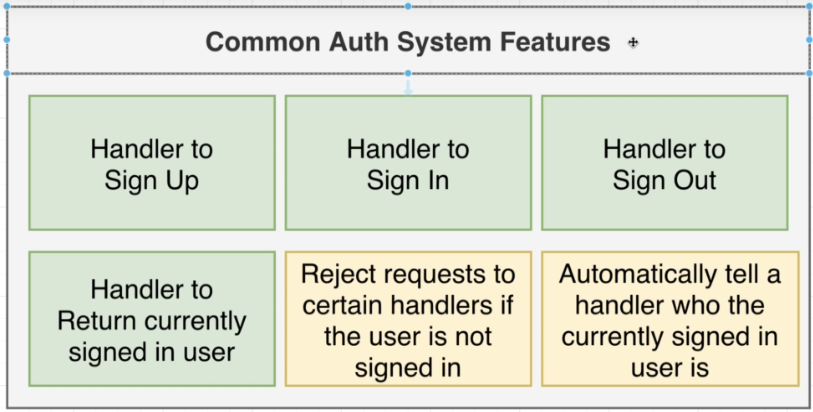 Common Auth System Features
Handler to
Sign Up
Handler to
Sign In
Handler to
Sign Out
Handler to
Return currently
signed in user
Reject requests to
certain handlers if
the user is not
signed in
Automatically tell a
handler who the
currently signed in
user is